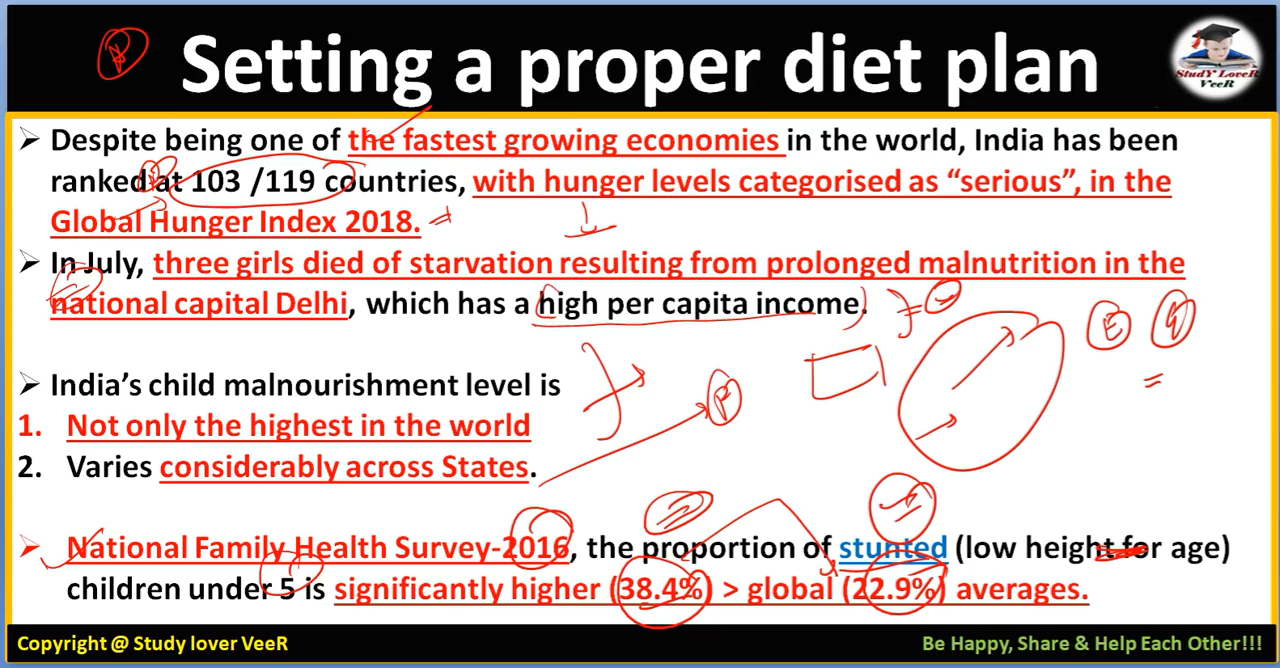 Setting a proper diet plan
StudY LoveR
VeeR
➢ Despite being one of the fastest growing economies in the world, India has been
ranked at 103 /119 countries, with hunger levels categorised as “serious”, in the
Global Hunger Index 2018.
➢ In July, three girls died of starvation resulting from prolonged malnutrition in the
national capital Delhi, which has a high per capita income.
➢ India’s child malnourishment level is
1. Not only the highest in the world
2. Varies considerably across States.
➢ National Family Health Survey-2016, the proportion of stunted (low height for age)
children under 5 is significantly higher (38.4%) > global (22.9%) averages.
Copyright @ Study lover VeeR
Be Happy, Share & Help Each Other!!!